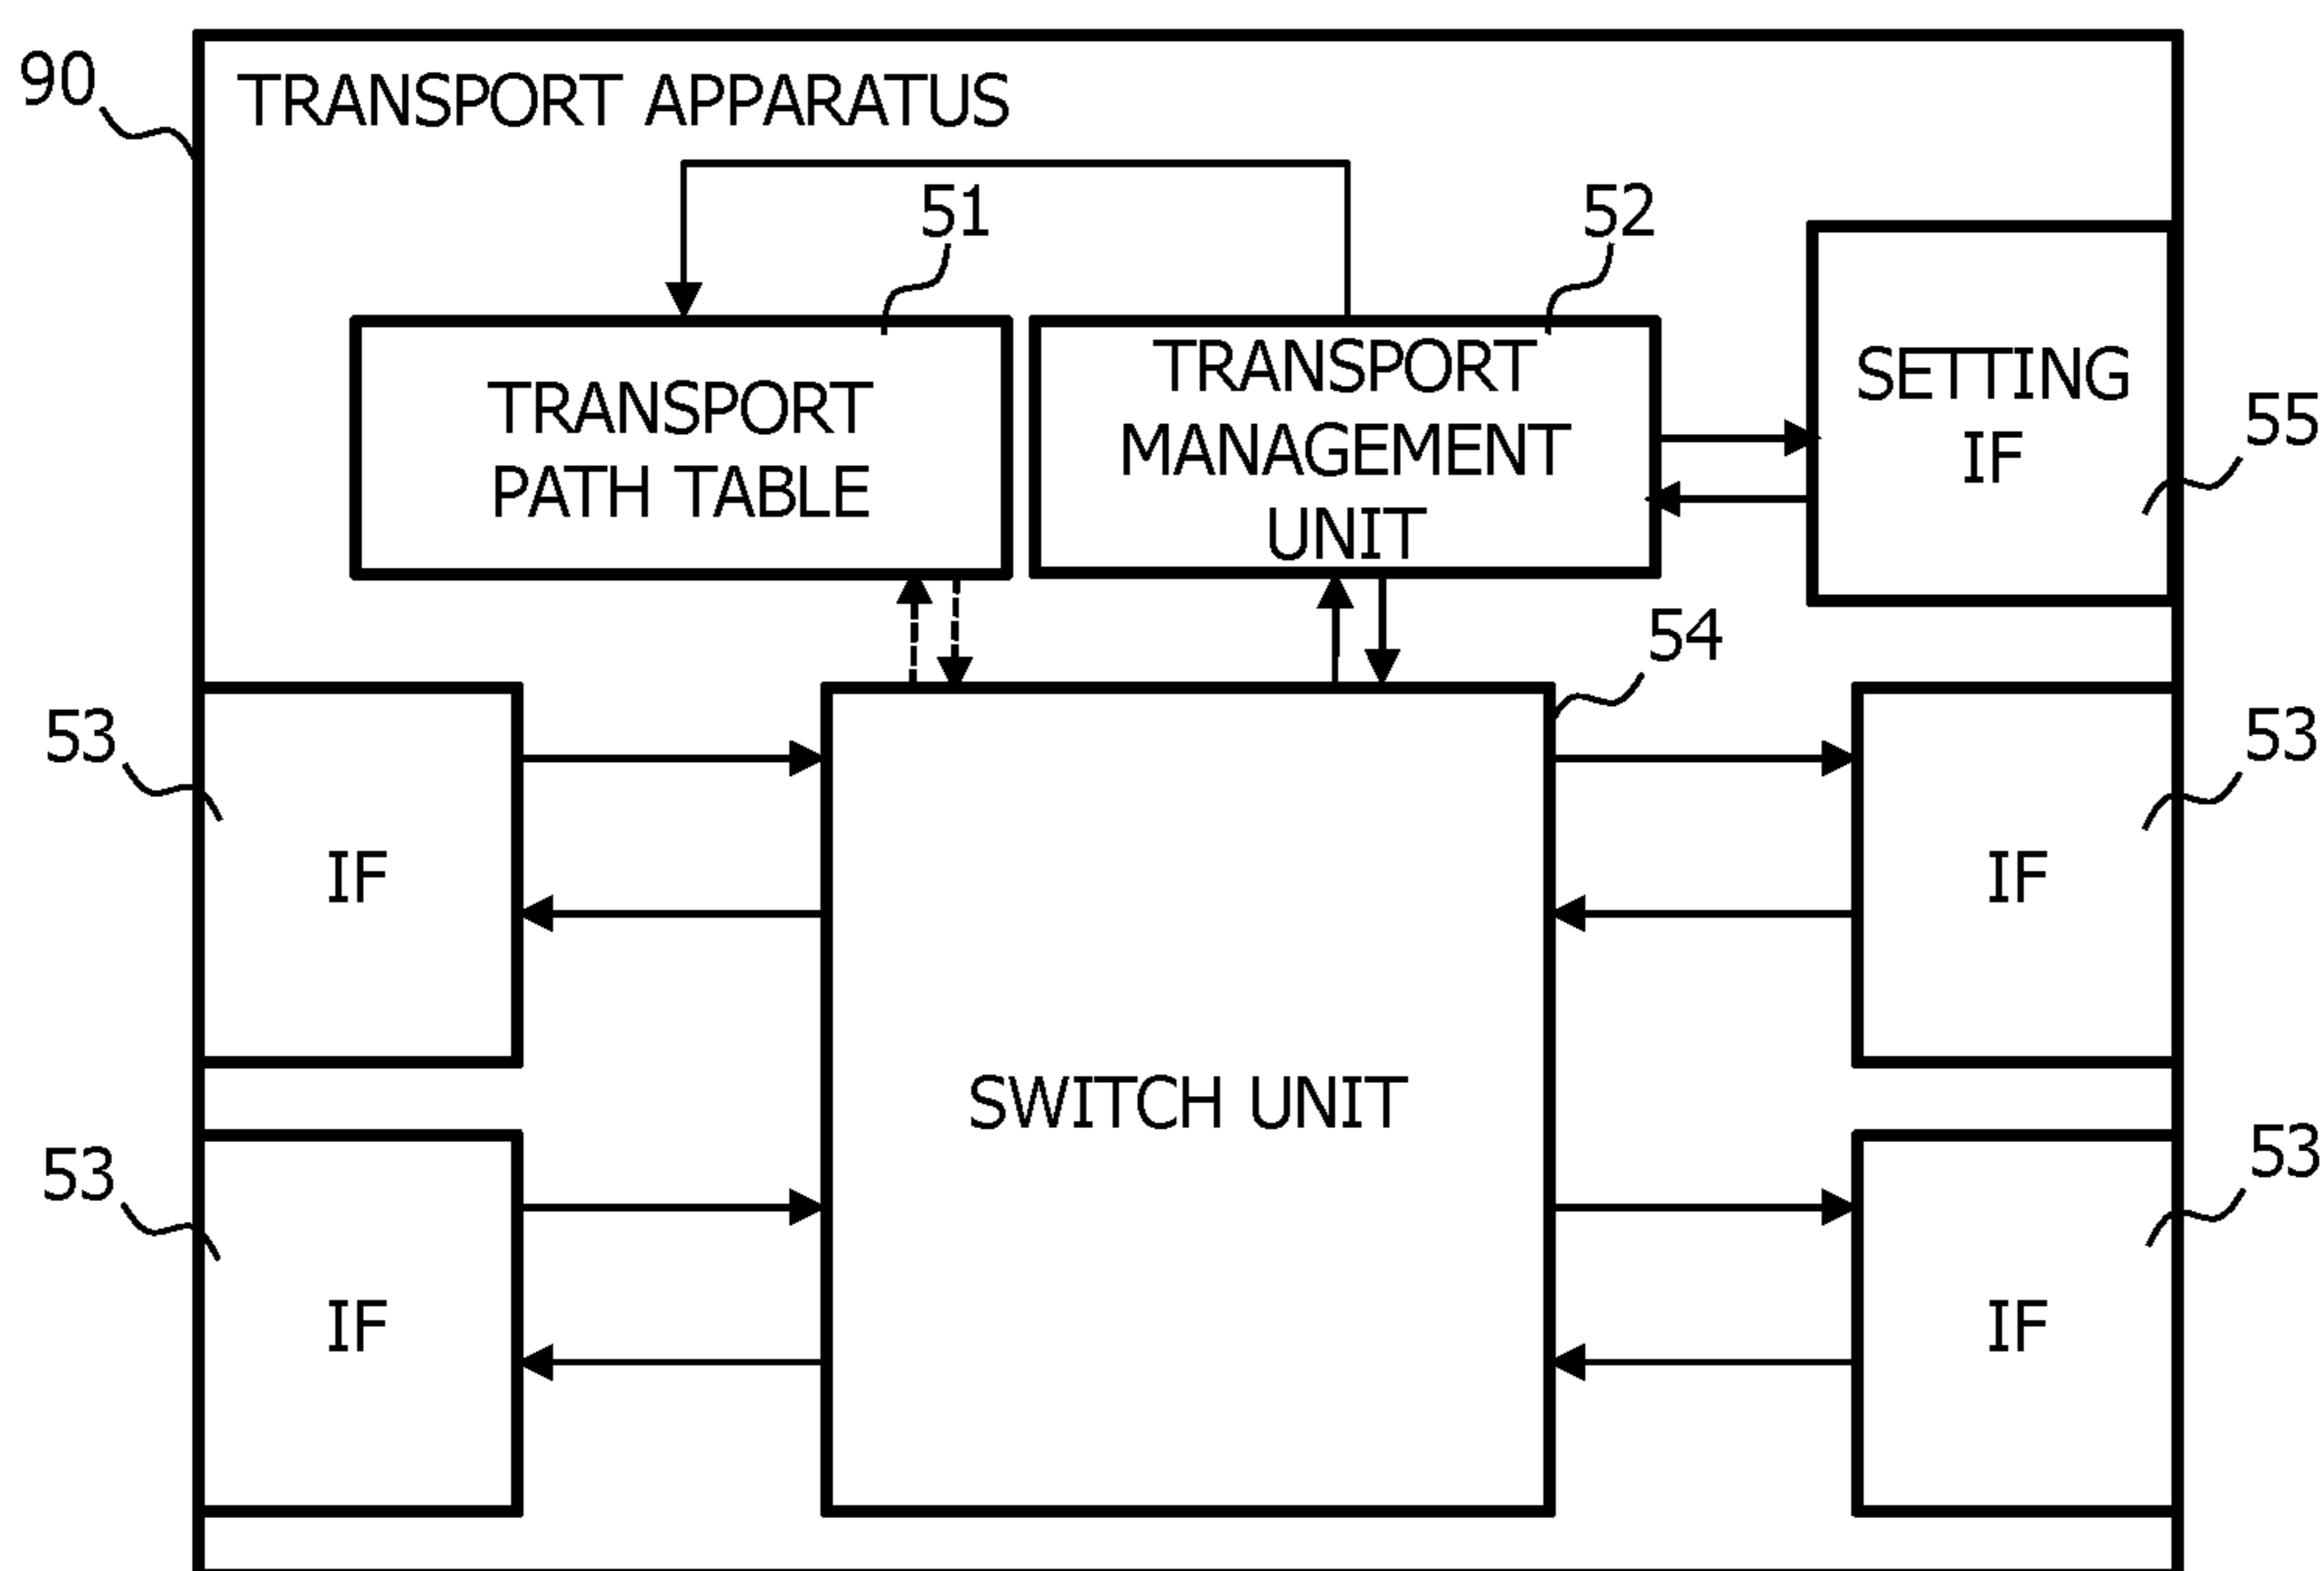 90
TRANSPORT APPARATUS
51
52
TRANSPORT
PATH TABLE
TRANSPORT
MANAGEMENT
UNIT
SETTING
IF
55
54
53
IF
SWITCH UNIT
IF
53
53
IF
IF
53